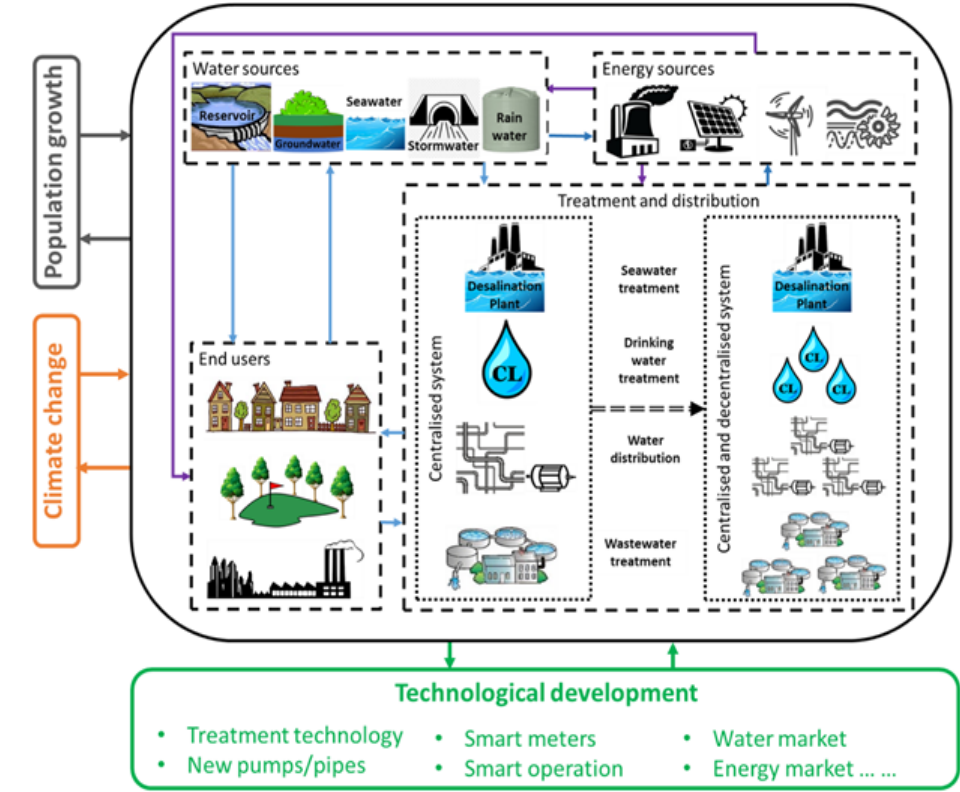 Population growth
Climate change
Water sources
Reservoir
Groundwater
Seawater
Stormwater
Rain
water
Energy sources
Treatment and distribution
End users
Centralised system
Desalination
Plant
CL
Seawater
treatment
Drinking
water
treatment
Water
distribution
Wastewater
treatment
Centralised and decentralised system
Desalination
Plant
CL
CL
CL
Technological development
• Treatment technology
• New pumps/pipes
• Smart meters
• Smart operation
• Water market
• Energy market ... ...